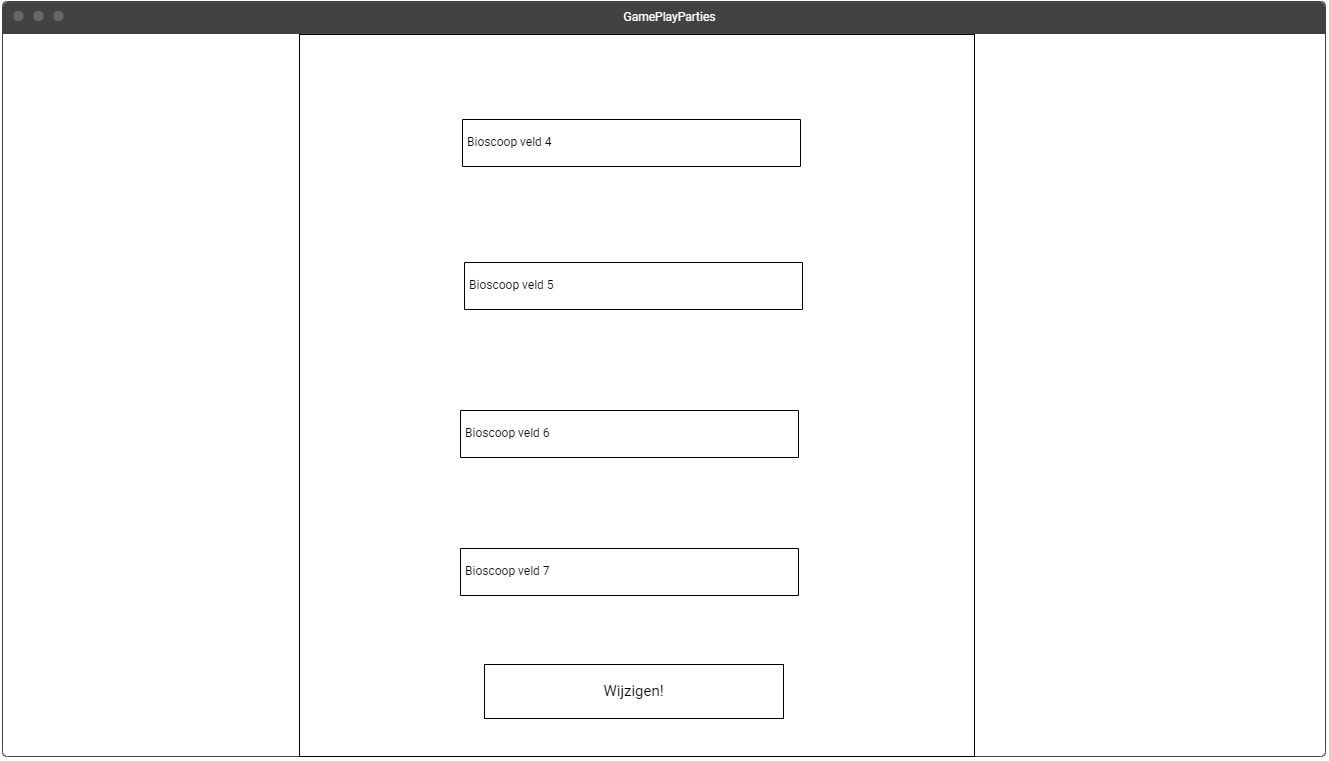 GamePlayParties
Bioscoop veld 4
Bioscoop veld 5
Bioscoop veld 6
Bioscoop veld 7
Wijzigen!